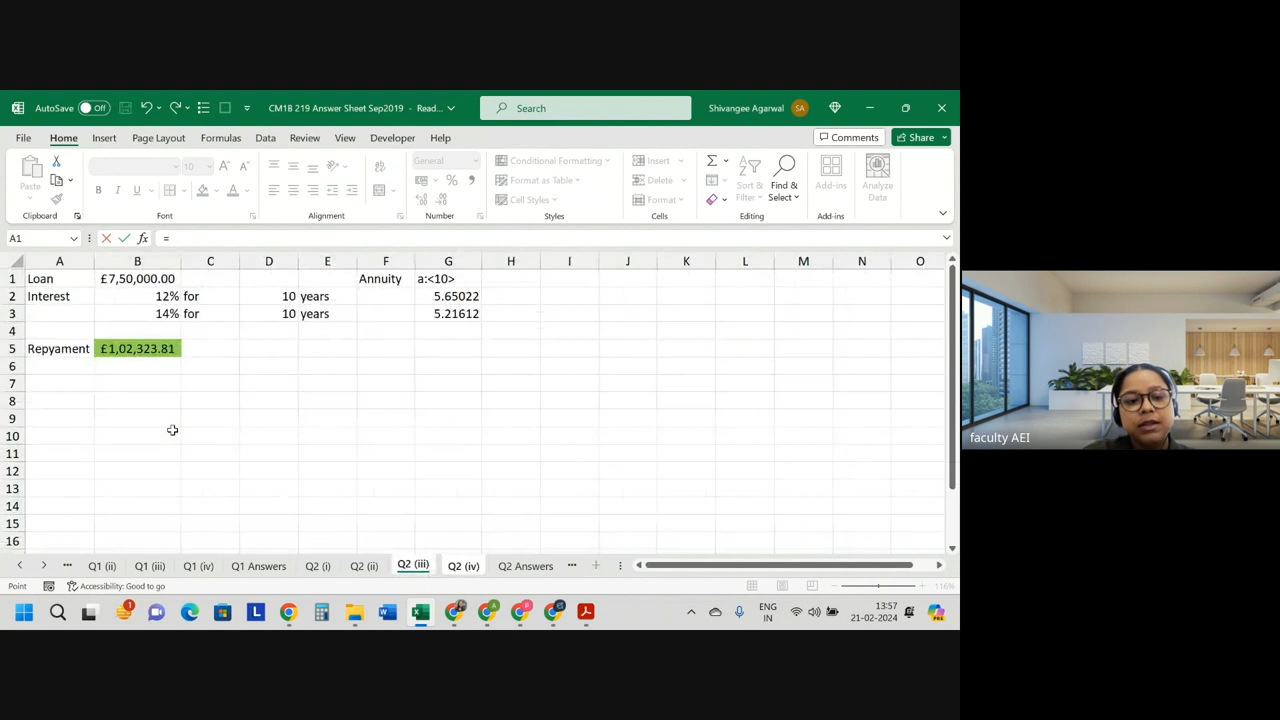 AutoSave Off CM1B 219 Answer Sheet Sep2019 - Read... Search Shivangee Agarwal SA
File Home Insert Page Layout Formulas Data Review View Developer Help Comments Share
Paste 10 General Conditional Formatting Insert
Format as Table Delete Sort & Find & Add-ins Analyze
Cell Styles Format Filter Select Data
Clipboard Font Alignment Number Styles Cells Editing Add-ins
A1 fx =
A B C D E F G H I J K L M N O
1 Loan £7,50,000.00 Annuity a:<10>
2 Interest 12% for 10 years 5.65022
3 14% for 10 years 5.21612
4
5 Repyament £1,02,323.81
6
7
8
9
10
11
12
13
14
15
16
faculty AEI
Q1 (ii) Q1 (iii) Q1 (iv) Q1 Answers Q2 (i) Q2 (ii) Q2 (iii) Q2 (iv) Q2 Answers
Point Accessibility: Good to go 116%
ENG IN 13:57 21-02-2024